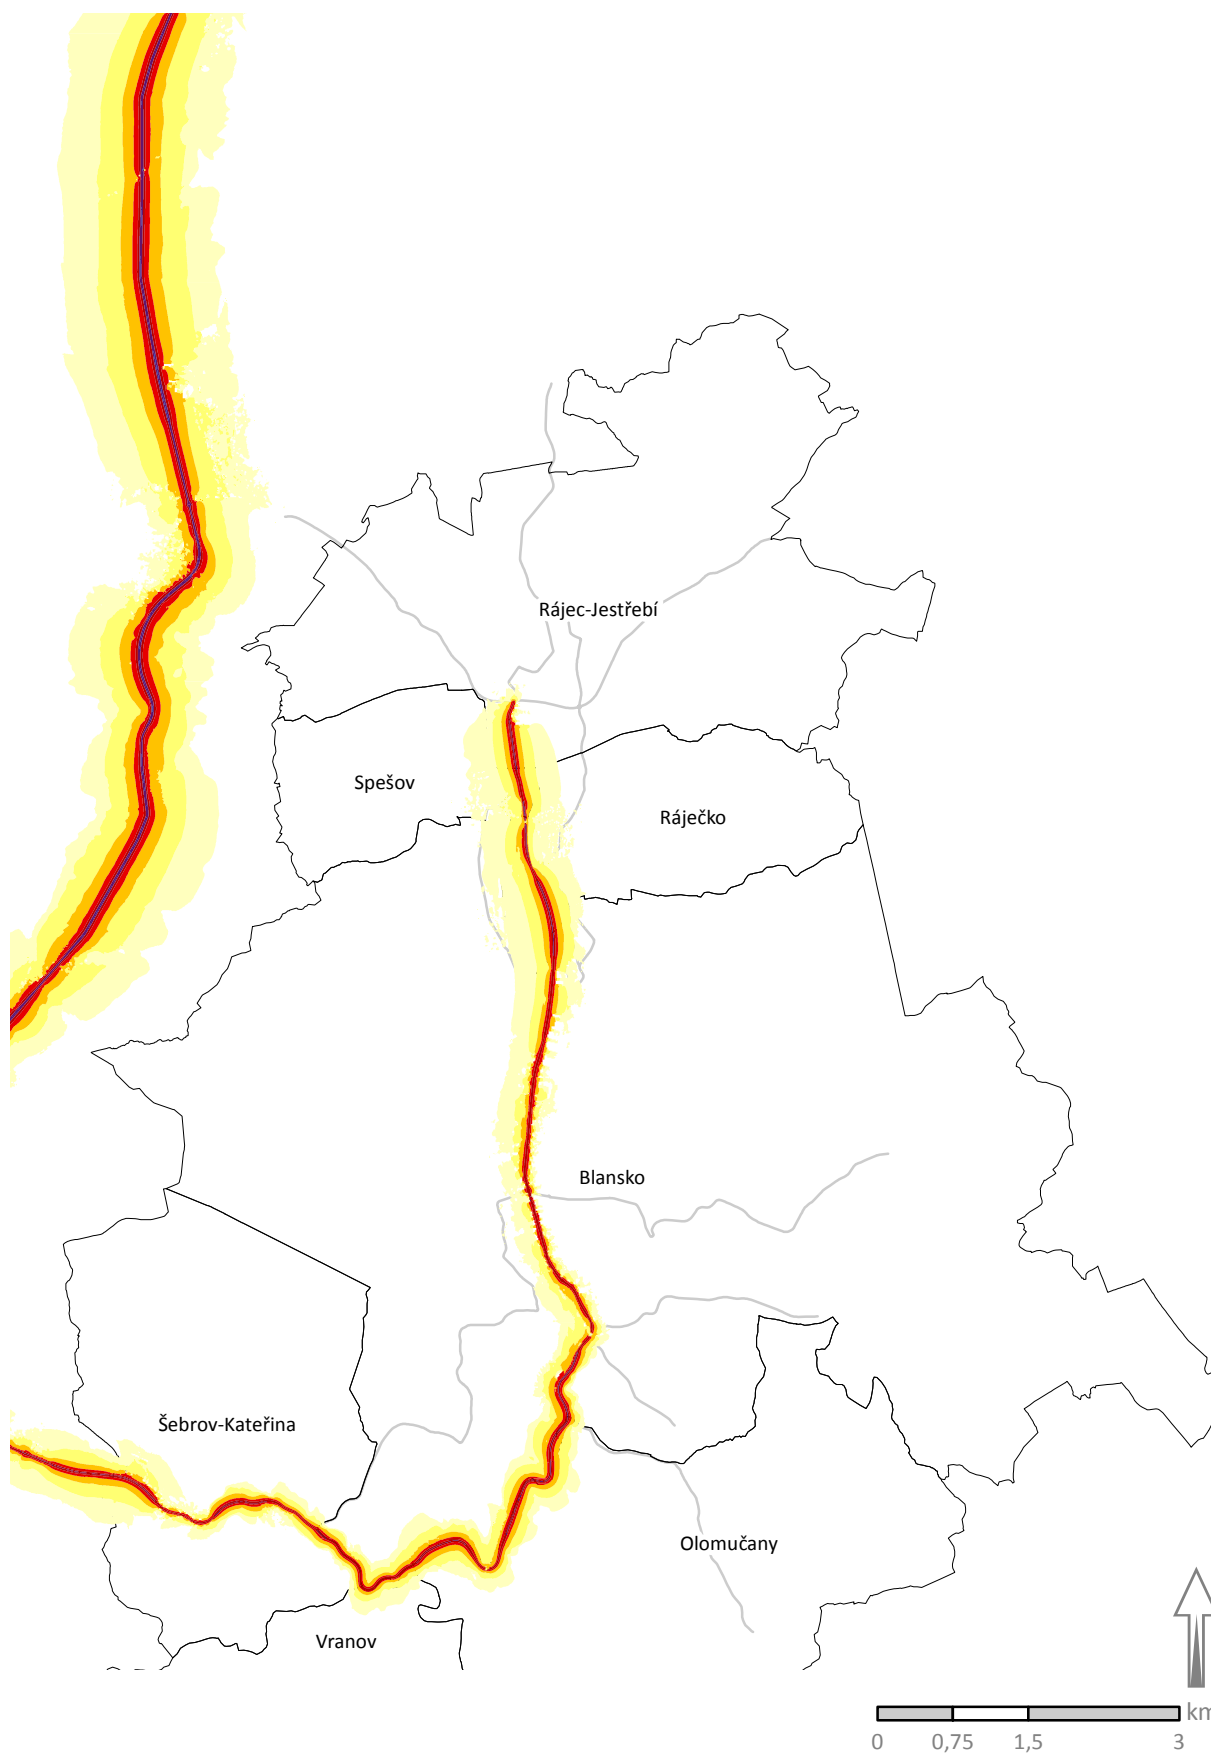 Rájec-Jestřebí
Spešov
Ráječko
Blansko
Šebrov-Kateřina
Olomučany
Vranov
km
0 0,75 1,5 3